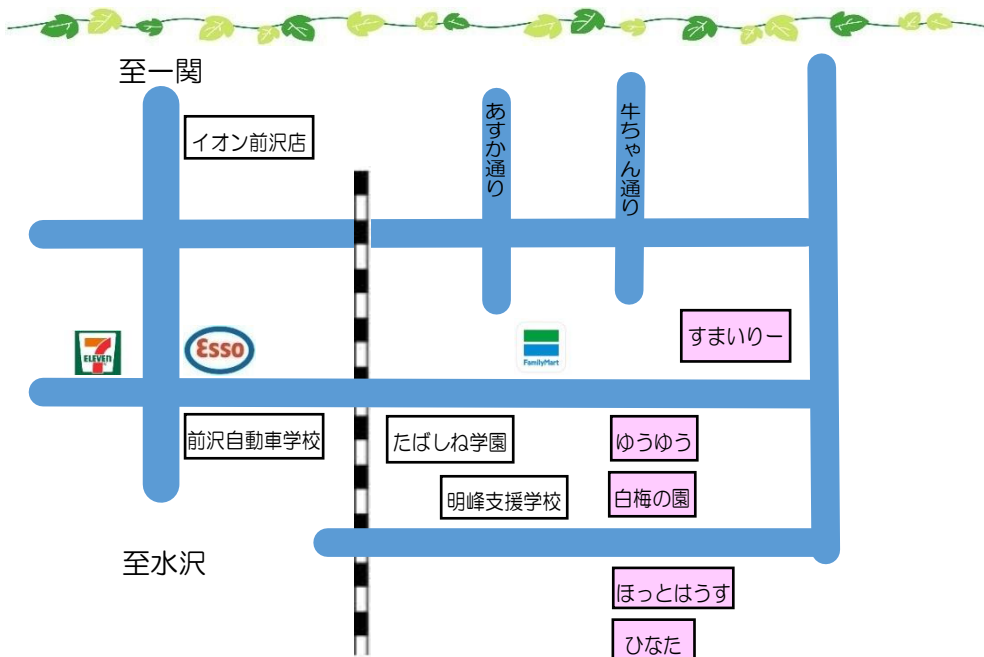 至一関
イオン前沢店
あすか通り
牛ちゃん通り
すまいりー
7
ELEVEN
Esso
FamilyMart
前沢自動車学校
たばしね学園
ゆうゆう
明峰支援学校
白梅の園
至水沢
ほっとはうす
ひなた